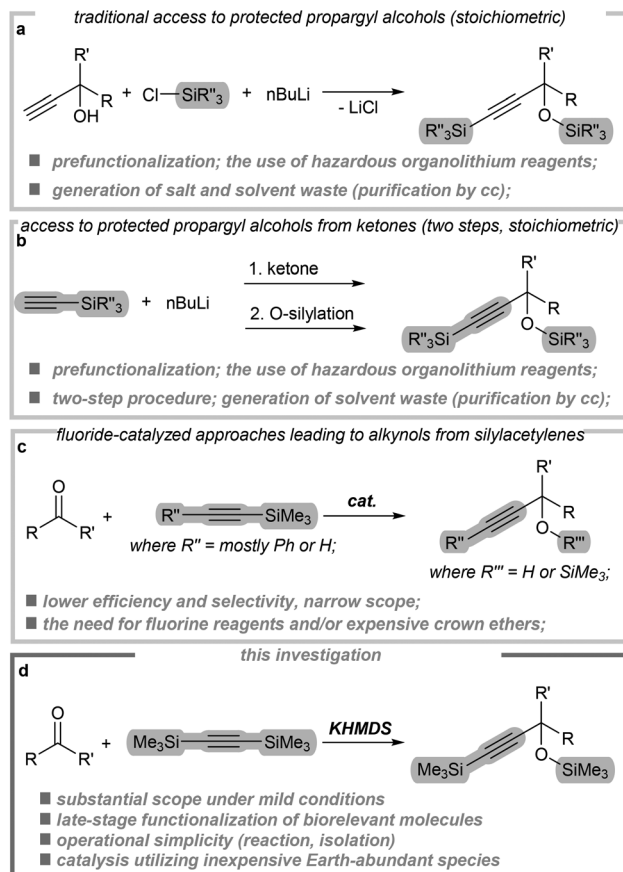 traditional access to protected propargyl alcohols (stoichiometric)
a
R'
R
OH
+ Cl SiR"3 + nBuLi
- LiCl
R'
R
O
R"3Si
SiR"3
prefunctionalization; the use of hazardous organolithium reagents;
generation of salt and solvent waste (purification by cc);
access to protected propargyl alcohols from ketones (two steps, stoichiometric)
b
SiR"3 + nBuLi
1. ketone
2. O-silylation
R'
R
O
R"3Si
SiR"3
prefunctionalization; the use of hazardous organolithium reagents;
two-step procedure; generation of solvent waste (purification by cc);
fluoride-catalyzed approaches leading to alkynols from silylacetylenes
c
O
R R'
+
R" SiMe3
where R" = mostly Ph or H;
cat.
R'
R
O
R"
R'''
where R''' = H or SiMe3;
lower efficiency and selectivity, narrow scope;
the need for fluorine reagents and/or expensive crown ethers;
this investigation
d
O
R R'
+
Me3Si SiMe3
KHMDS
R'
R
O
Me3Si
SiMe3
substantial scope under mild conditions
late-stage functionalization of biorelevant molecules
operational simplicity (reaction, isolation)
catalysis utilizing inexpensive Earth-abundant species